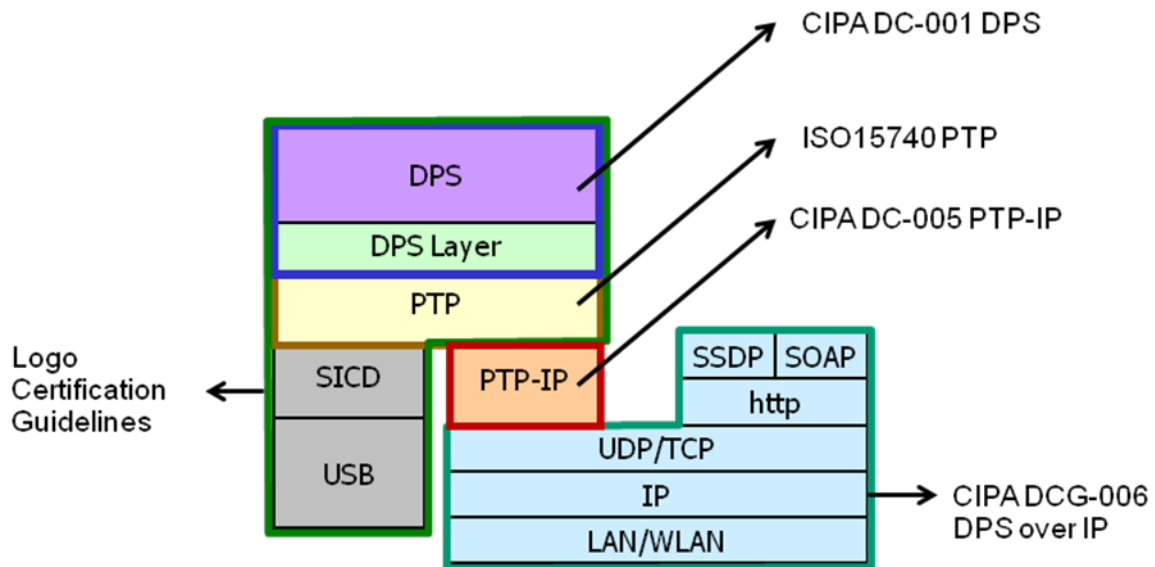 CIPA DC-001 DPS
ISO15740 PTP
CIPA DC-005 PTP-IP
DPS
DPS Layer
PTP
Logo
Certification
Guidelines
SICD
USB
PTP-IP
SSDP
SOAP
http
UDP/TCP
IP
LAN/WLAN
CIPA DCG-006
DPS over IP